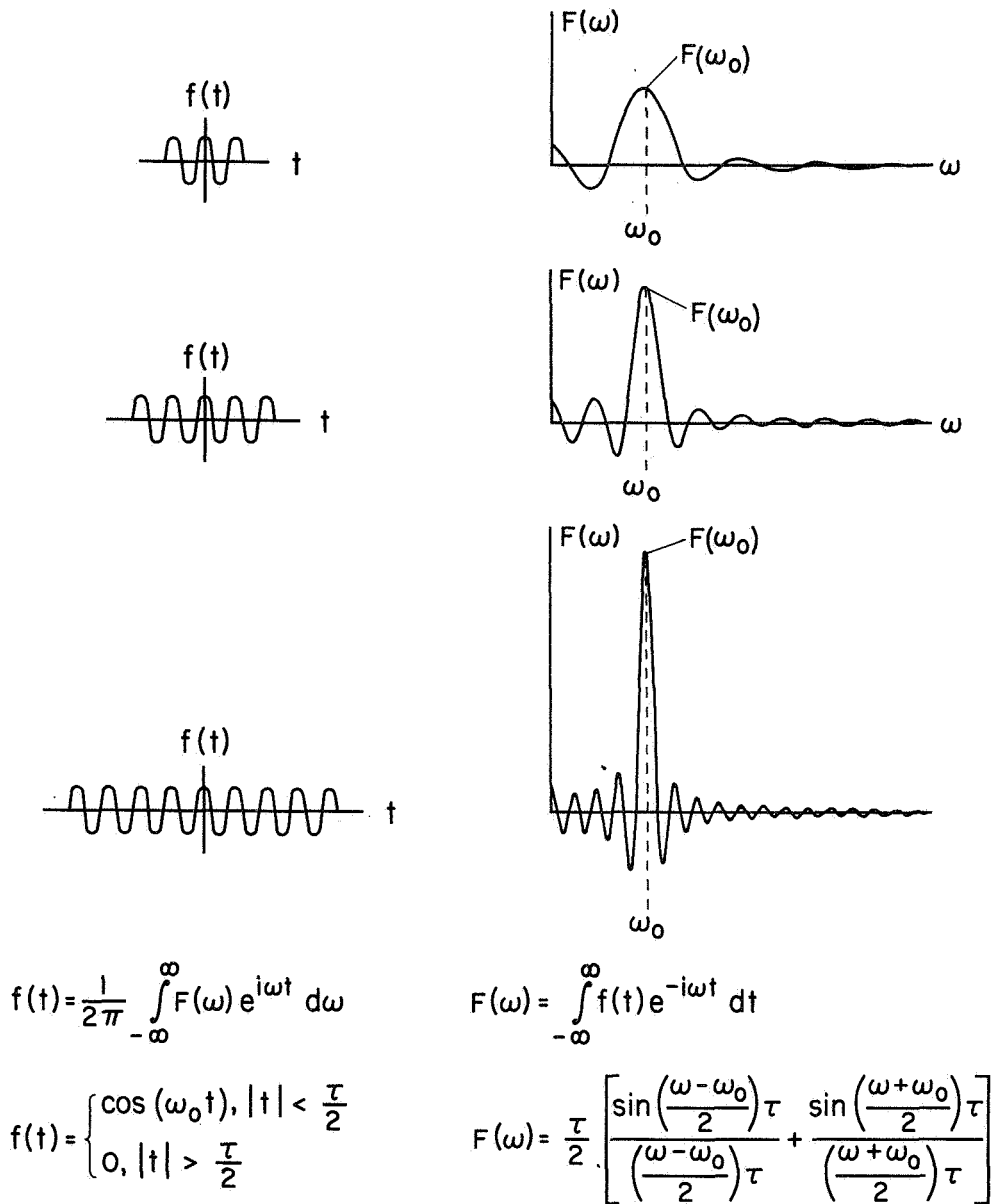 F(ω)
F(ω₀)
f(t)
t
ω
ω₀
F(ω)
F(ω₀)
f(t)
t
ω
ω₀
F(ω)
F(ω₀)
f(t)
t
ω₀
f(t) = 1/2π ∫_{-∞}^{∞} F(ω) e^{iωt} dω
F(ω) = ∫_{-∞}^{∞} f(t) e^{-iωt} dt
f(t) = { cos (ω₀t), |t| < τ/2
0, |t| > τ/2
F(ω) = τ/2 [ sin((ω-ω₀)/2)τ / ((ω-ω₀)/2)τ + sin((ω+ω₀)/2)τ / ((ω+ω₀)/2)τ ]